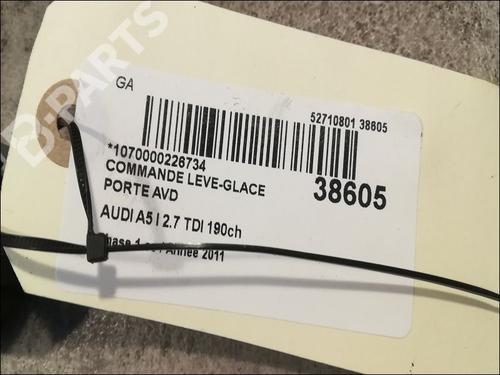 GA
52710801 38605
*1070000226734
COMMANDE LEVE-GLACE
38605
PORTE AVD
AUDI A5 I 2.7 TDI 190ch
Année 2011
D-PARTS